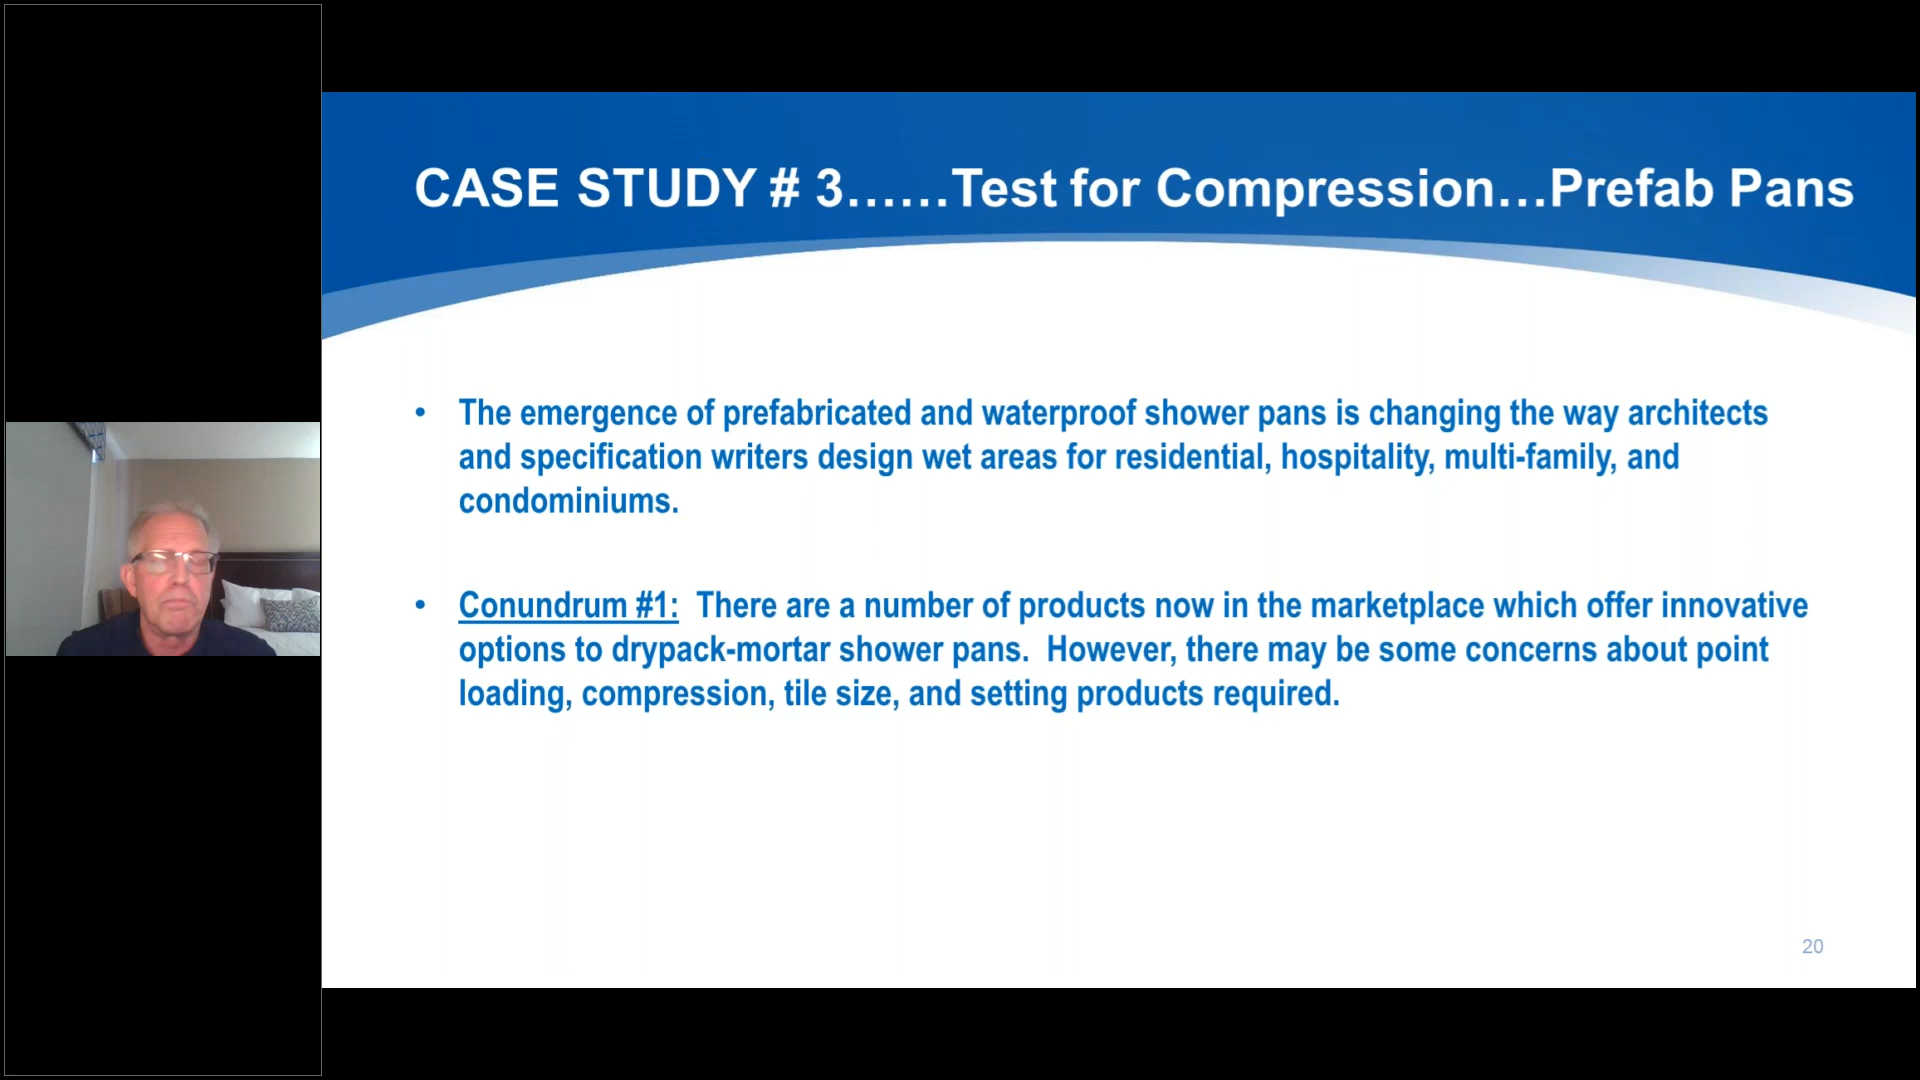 CASE STUDY # 3......Test for Compression...Prefab Pans
• The emergence of prefabricated and waterproof shower pans is changing the way architects
and specification writers design wet areas for residential, hospitality, multi-family, and
condominiums.
• Conundrum #1:  There are a number of products now in the marketplace which offer innovative
options to drypack-mortar shower pans.  However, there may be some concerns about point
loading, compression, tile size, and setting products required.
20